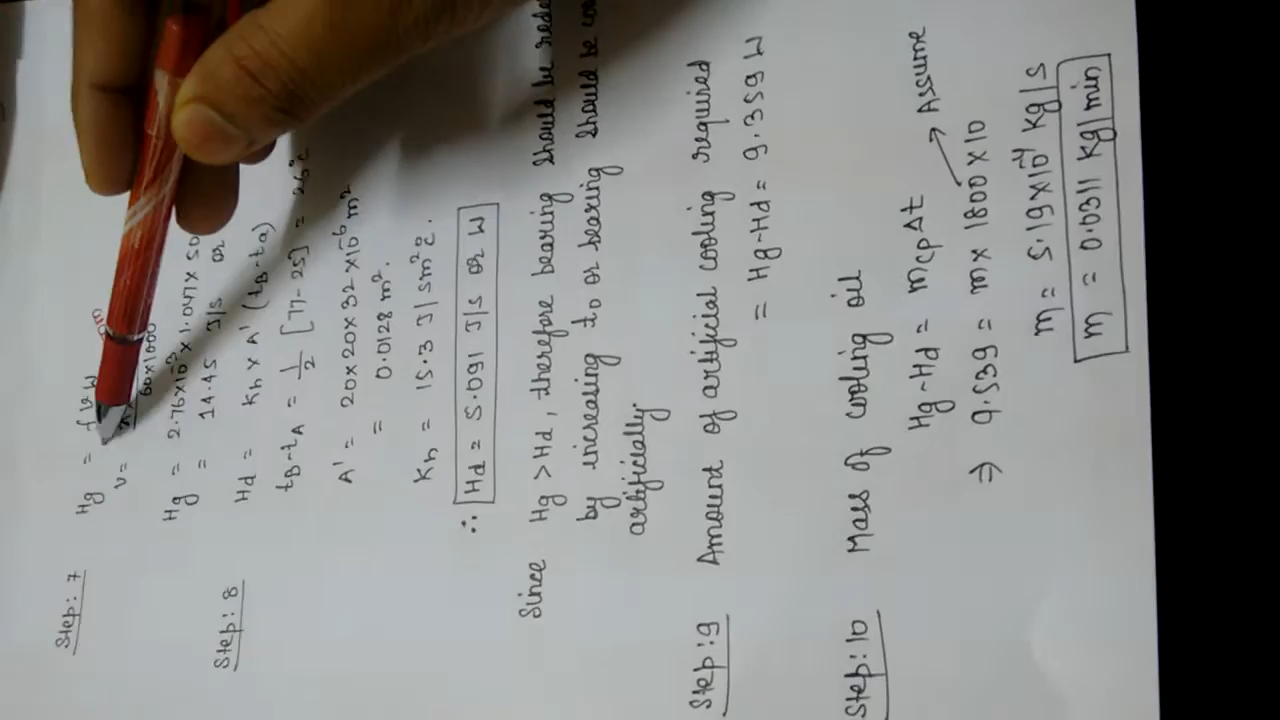 Step: 7 Hg = f v W
v =
60×1000
Hg = 2.76×10⁻³ × 1.047 × 50
= 14.45 J/s or
Step: 8 Hd = Kh × A' (tB - ta)
tB - tA = 1/2 [77 - 25] = 26°C
A' = 20×20×32×10⁻⁶ m²
= 0.0128 m².
Kh = 15.3 J/sm²°C.
∴ Hd = 5.091 J/s or W
Since Hg > Hd, therefore bearing should be
by increasing to or bearing should be
artificially.
Step: 9 Amount of artificial cooling required
= Hg - Hd = 9.359 W
Step: 10 Mass of cooling oil
Hg - Hd = mcpΔt
Assume
⇒ 9.539 = m × 1800 × 10
m = 5.19×10⁻⁴ kg/s
m = 0.0311 kg/min